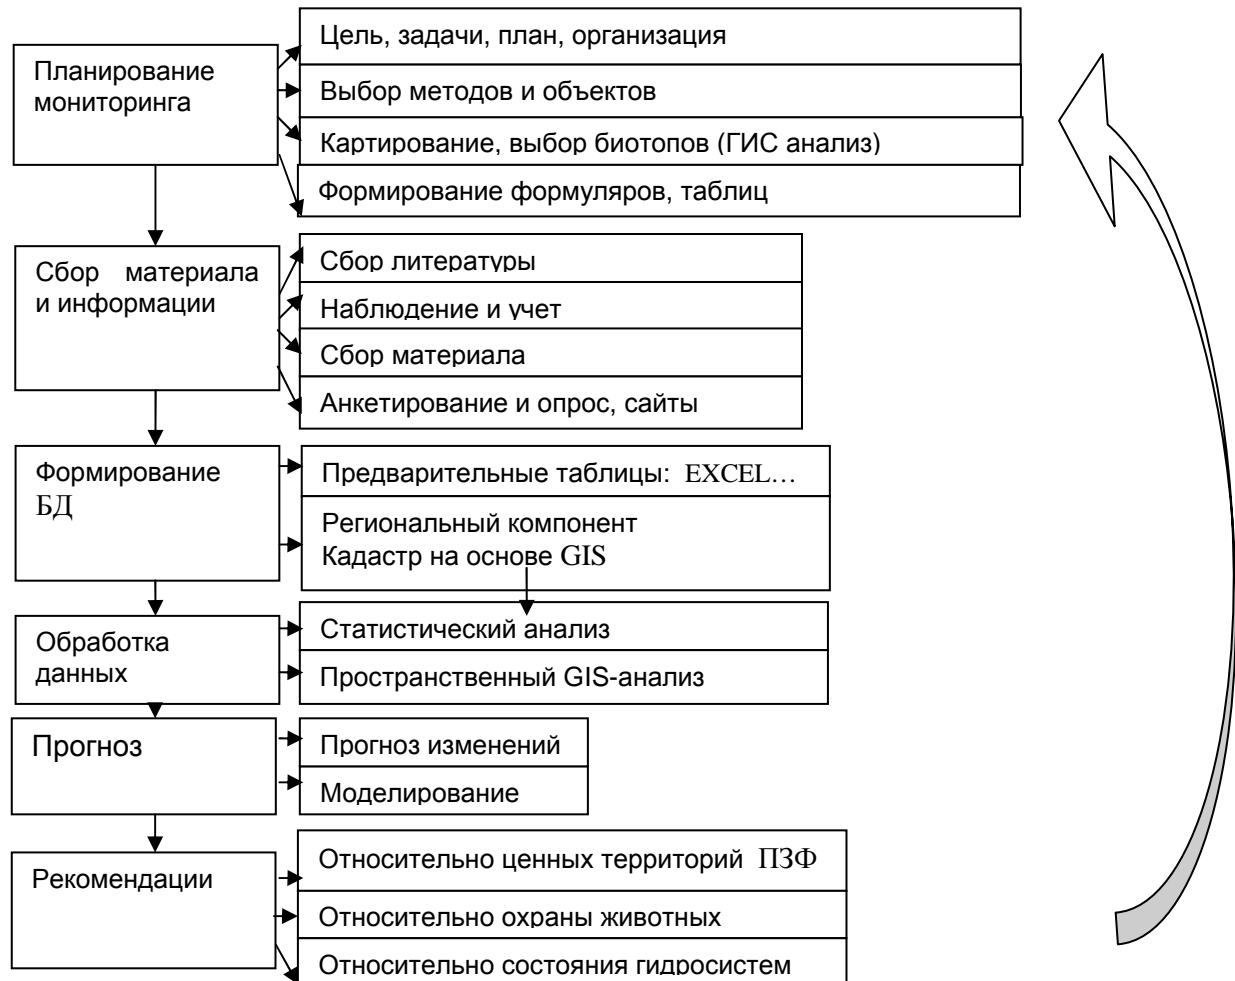 Цель, задачи, план, организация
Планирование
мониторинга
Выбор методов и объектов
Картирование, выбор биотопов (ГИС анализ)
Формирование формуляров, таблиц
Сбор материала
и информации
Сбор литературы
Наблюдение и учет
Сбор материала
Анкетирование и опрос, сайты
Формирование
БД
Предварительные таблицы: EXCEL…
Региональный компонент
Кадастр на основе GIS
Обработка
данных
Статистический анализ
Пространственный GIS-анализ
Прогноз
Прогноз изменений
Моделирование
Рекомендации
Относительно ценных территорий ПЗФ
Относительно охраны животных
Относительно состояния гидросистем